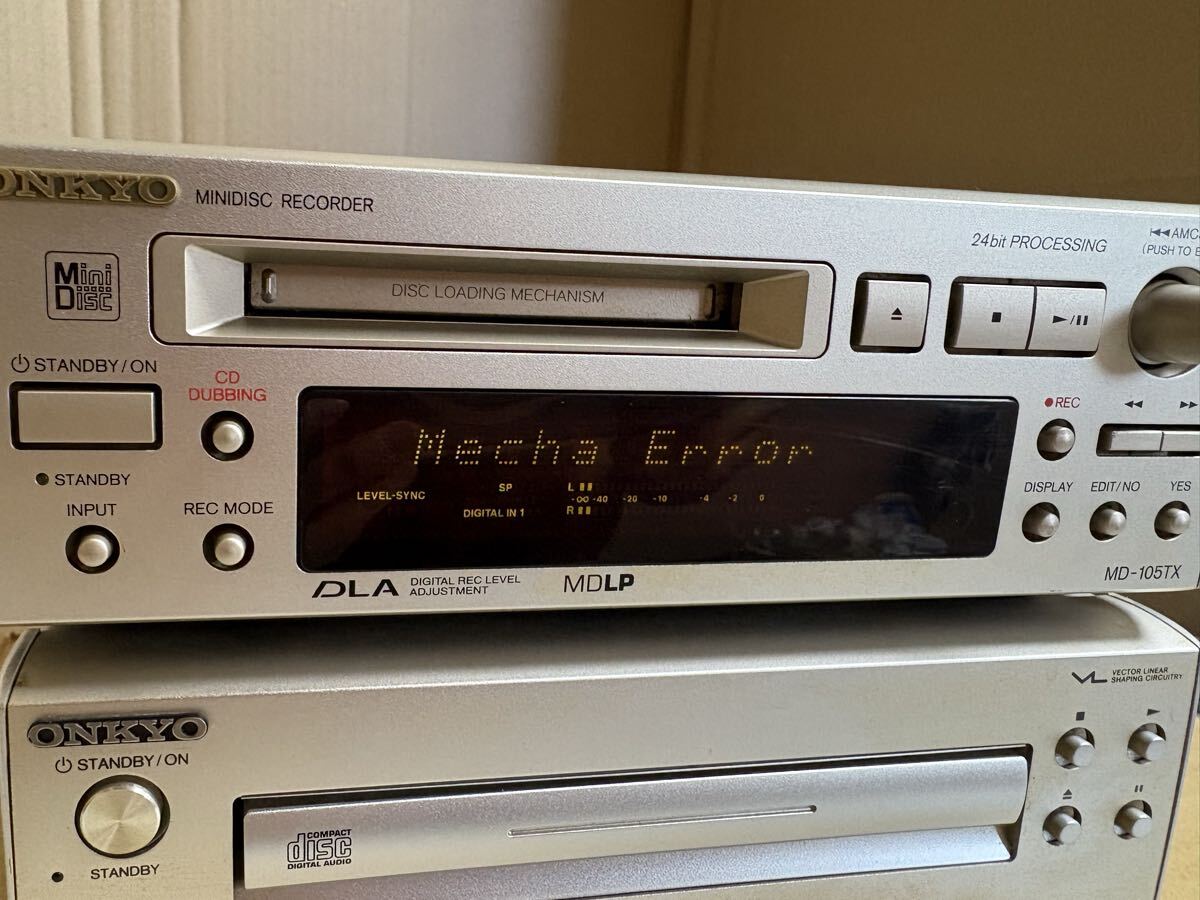 ONKYO MINIDISC RECORDER
24bit PROCESSING
Mini Disc
DISC LOADING MECHANISM
STANDBY/ON
CD DUBBING
REC
Mecha Error
STANDBY
LEVEL-SYNC SP L
-∞ -40 -20 -10 -4 -2 0
DIGITAL IN 1 R
INPUT
REC MODE
DISPLAY EDIT/NO YES
DLA DIGITAL REC LEVEL
ADJUSTMENT
MDLP
MD-105TX
VL VECTOR LINEAR
SHAPING CIRCUITRY
ONKYO
STANDBY/ON
COMPACT
disc
DIGITAL AUDIO
STANDBY